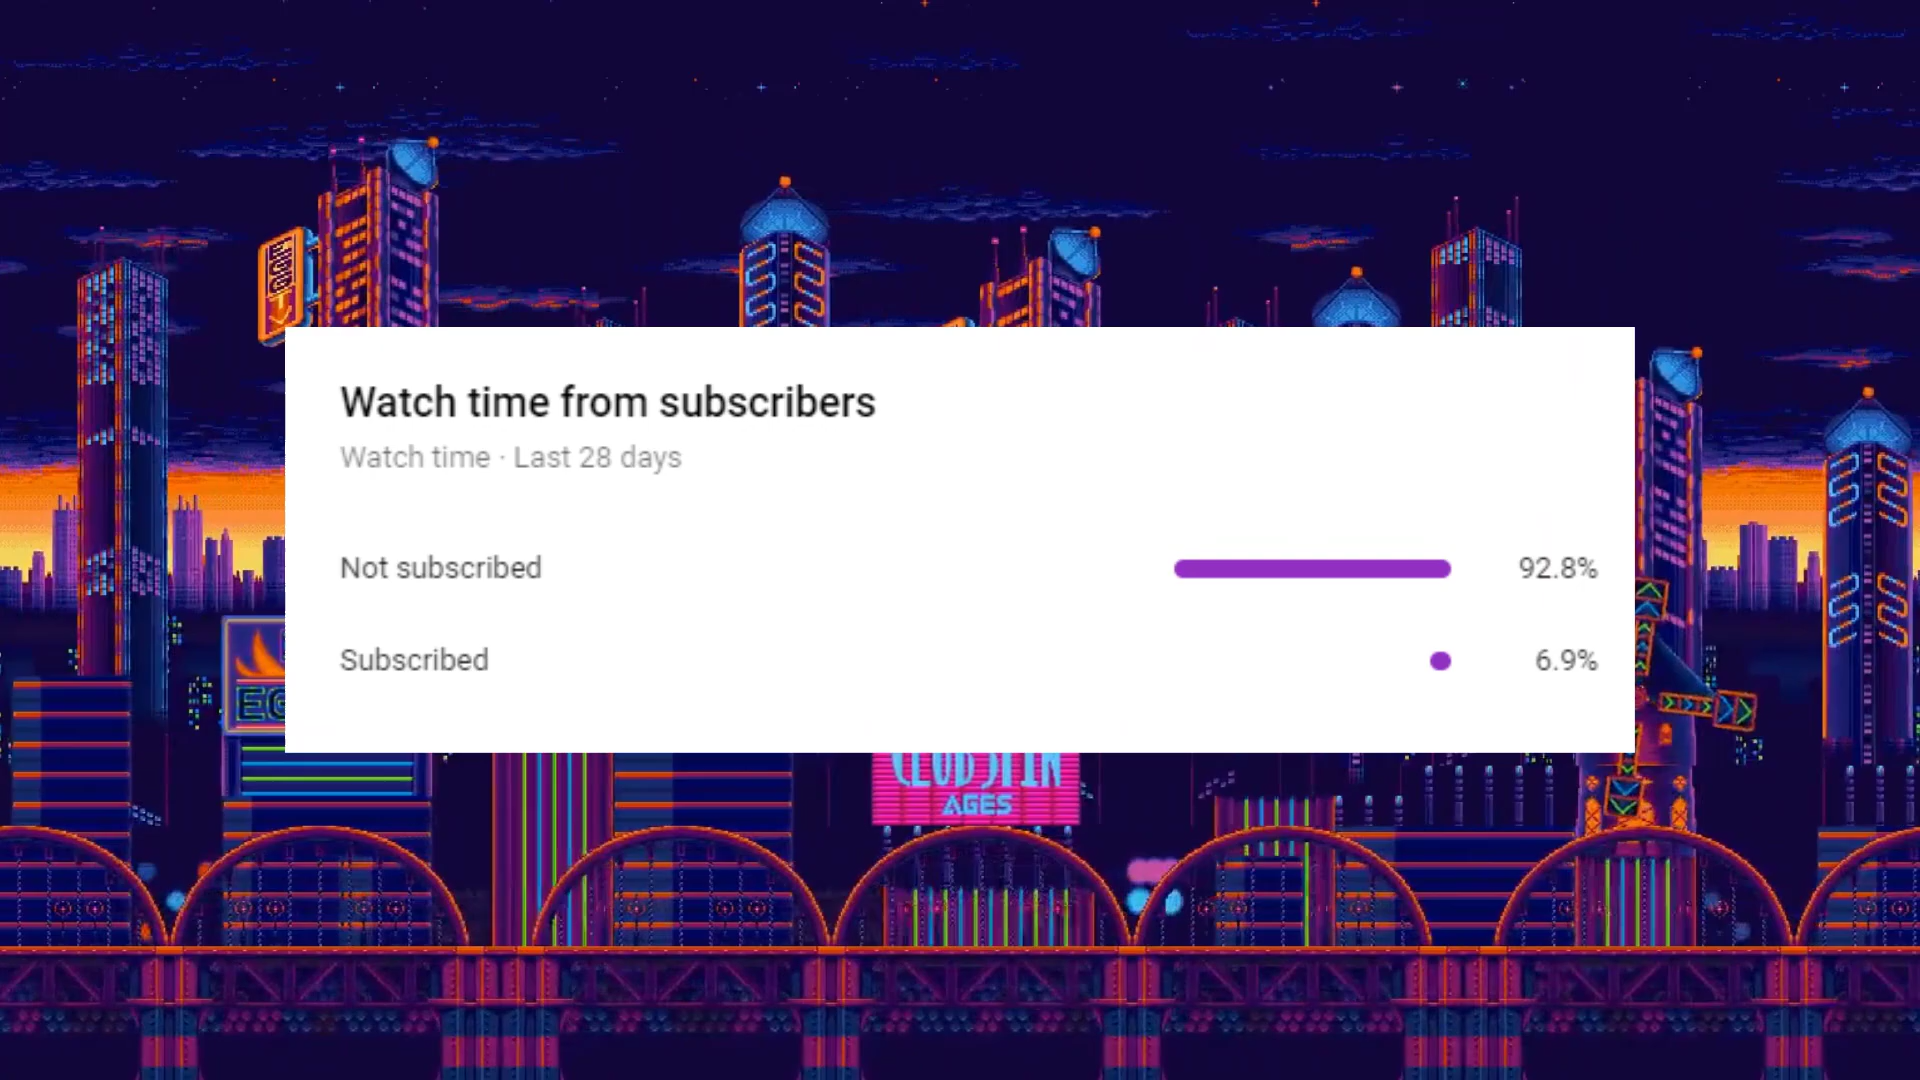 Watch time from subscribers
Watch time · Last 28 days
Not subscribed 92.8%
Subscribed 6.9%
AGES